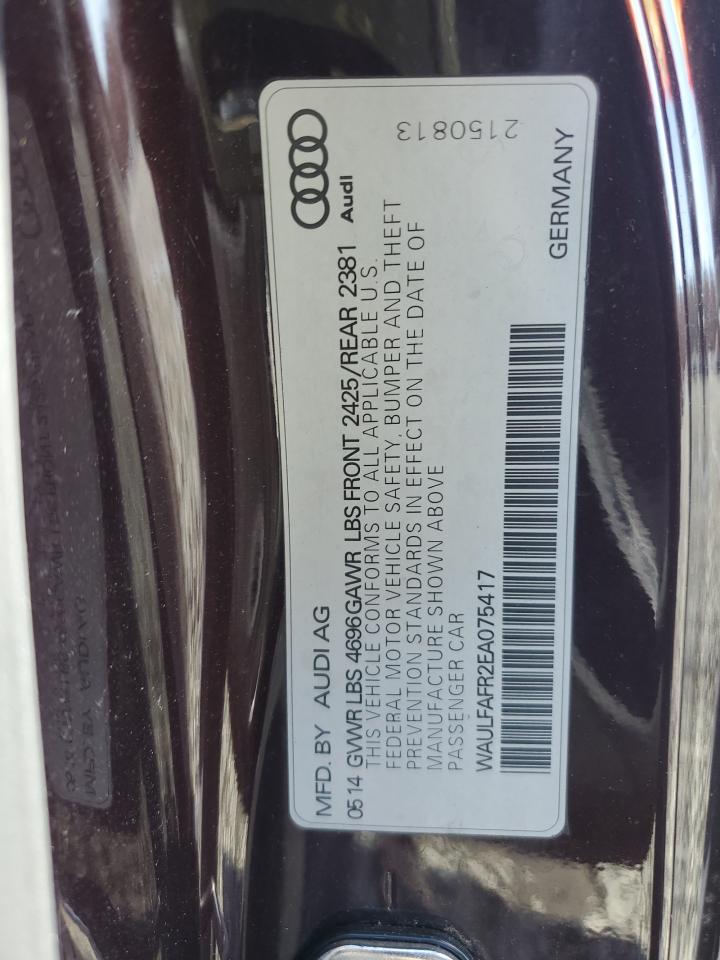 MFD. BY AUDI AG
Audi
0514 GVWR LBS 4696 GAWR LBS FRONT 2425/REAR 2381
THIS VEHICLE CONFORMS TO ALL APPLICABLE U.S.
FEDERAL MOTOR VEHICLE SAFETY, BUMPER AND THEFT
PREVENTION STANDARDS IN EFFECT ON THE DATE OF
MANUFACTURE SHOWN ABOVE
PASSENGER CAR
2150813
WAULFAFR2EA075417
GERMANY